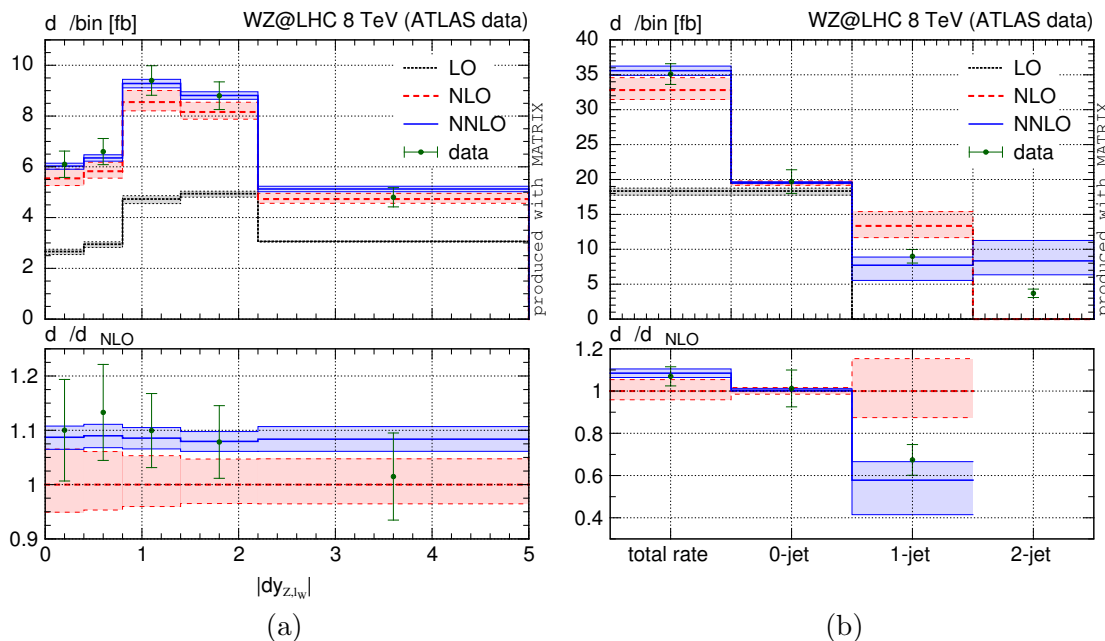 d /bin [fb] WZ@LHC 8 TeV (ATLAS data)
10
8
6
4
2
0
LO
NLO
NNLO
data
produced with MATRIX
d /d NLO
1.2
1.1
1
0.9
0 1 2 3 4 5
|dy_{Z,l_W}|
(a)
d /bin [fb] WZ@LHC 8 TeV (ATLAS data)
40
35
30
25
20
15
10
5
0
LO
NLO
NNLO
data
produced with MATRIX
d /d NLO
1.2
1
0.8
0.6
0.4
total rate 0-jet 1-jet 2-jet
(b)